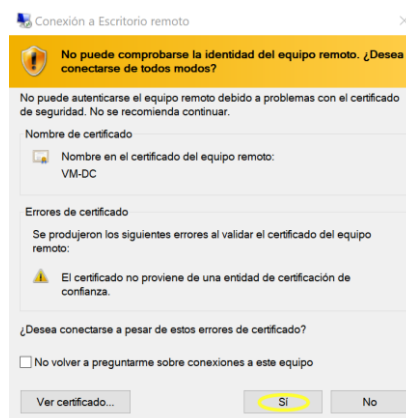 Conexión a Escritorio remoto
No puede comprobarse la identidad del equipo remoto. ¿Desea
conectarse de todos modos?
No puede autenticarse el equipo remoto debido a problemas con el certificado
de seguridad. No se recomienda continuar.
Nombre de certificado
Nombre en el certificado del equipo remoto:
VM-DC
Errores de certificado
Se produjeron los siguientes errores al validar el certificado del equipo
remoto:
El certificado no proviene de una entidad de certificación de
confianza.
¿Desea conectarse a pesar de estos errores de certificado?
No volver a preguntarme sobre conexiones a este equipo
Ver certificado... Sí No